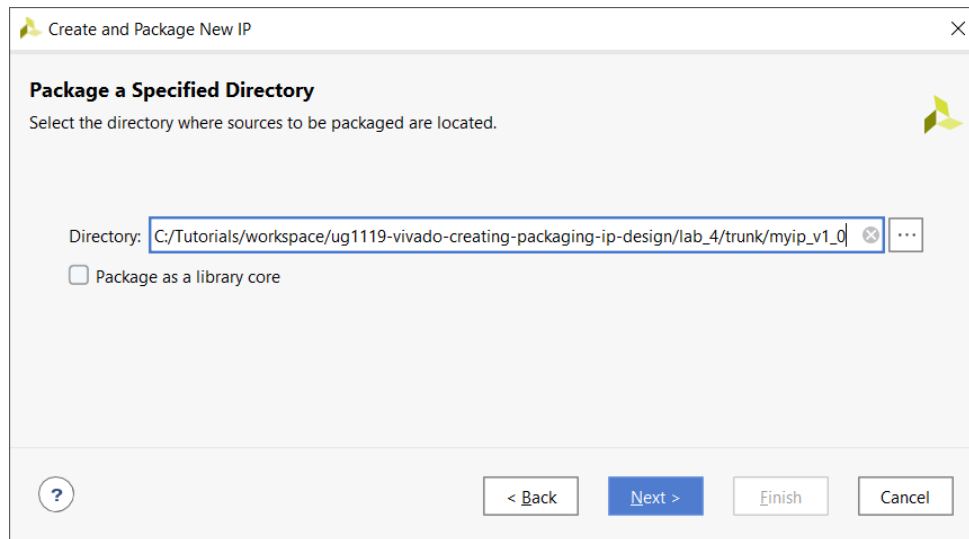 Create and Package New IP
Package a Specified Directory
Select the directory where sources to be packaged are located.
Directory: C:/Tutorials/workspace/ug1119-vivado-creating-packaging-ip-design/lab_4/trunk/myip_v1_0 ...
Package as a library core
? < Back Next > Finish Cancel